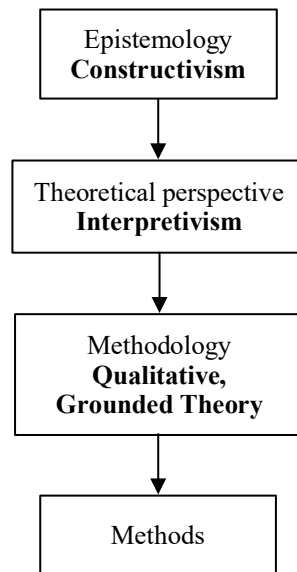 Epistemology
Constructivism
Theoretical perspective
Interpretivism
Methodology
Qualitative,
Grounded Theory
Methods